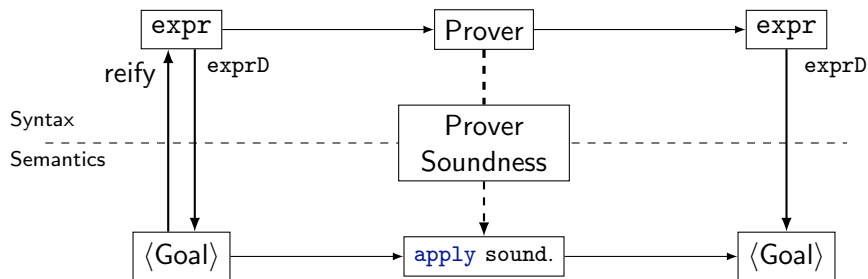 expr
Prover
expr
reify
exprD
exprD
Syntax
Prover
Soundness
Semantics
⟨Goal⟩
apply sound.
⟨Goal⟩